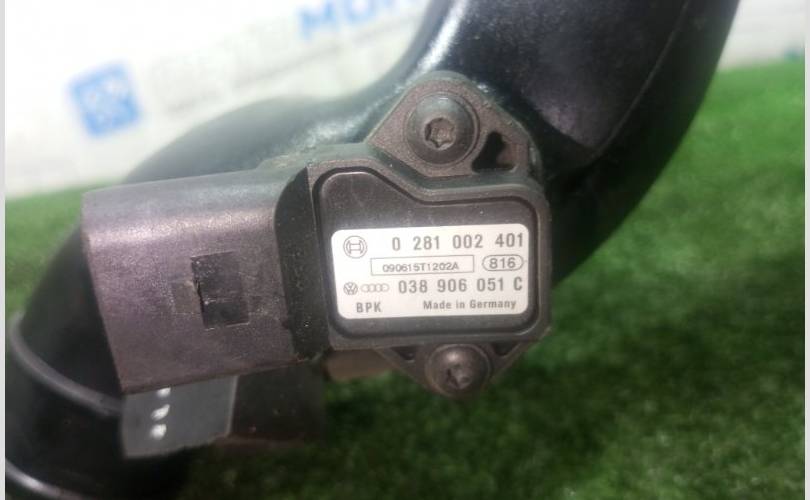 0 281 002 401
090615T1202A 816
038 906 051 C
BPK Made in Germany